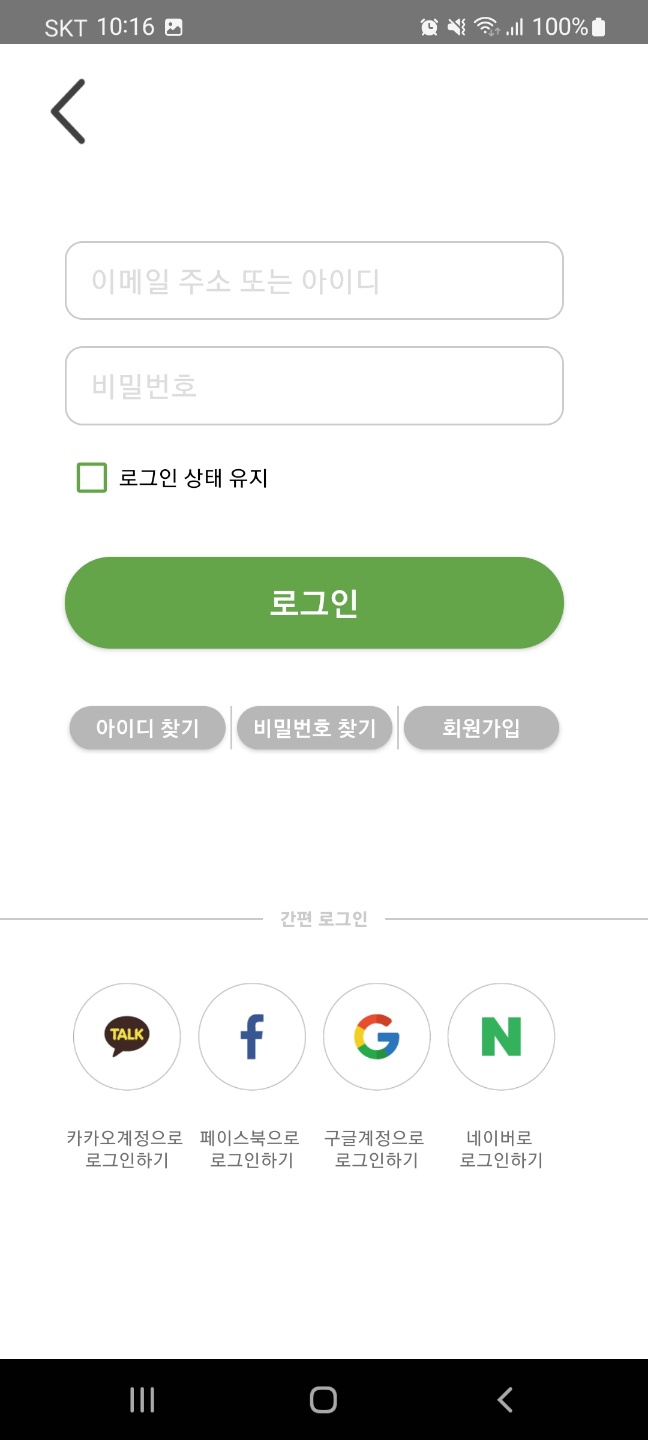 SKT 10:16 100%
이메일 주소 또는 아이디
비밀번호
로그인 상태 유지
로그인
아이디 찾기 비밀번호 찾기 회원가입
간편 로그인
TALK f G N
카카오계정으로 로그인하기
페이스북으로 로그인하기
구글계정으로 로그인하기
네이버로 로그인하기